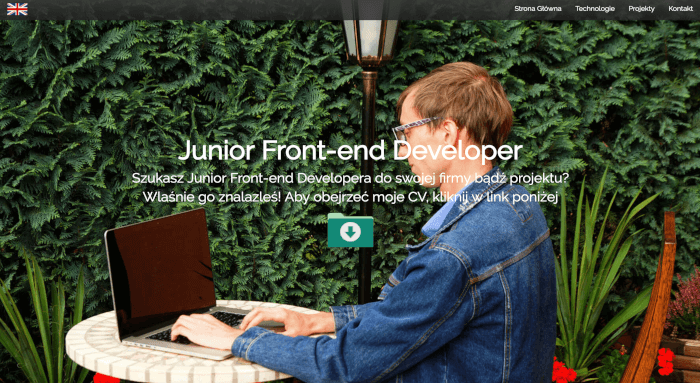 Strona Główna Technologie Projekty Kontakt
Junior Front-end Developer
Szukasz Junior Front-end Developera do swojej firmy bądź projektu?
Właśnie go znalazłeś! Aby obejrzeć moje CV, kliknij w link poniżej